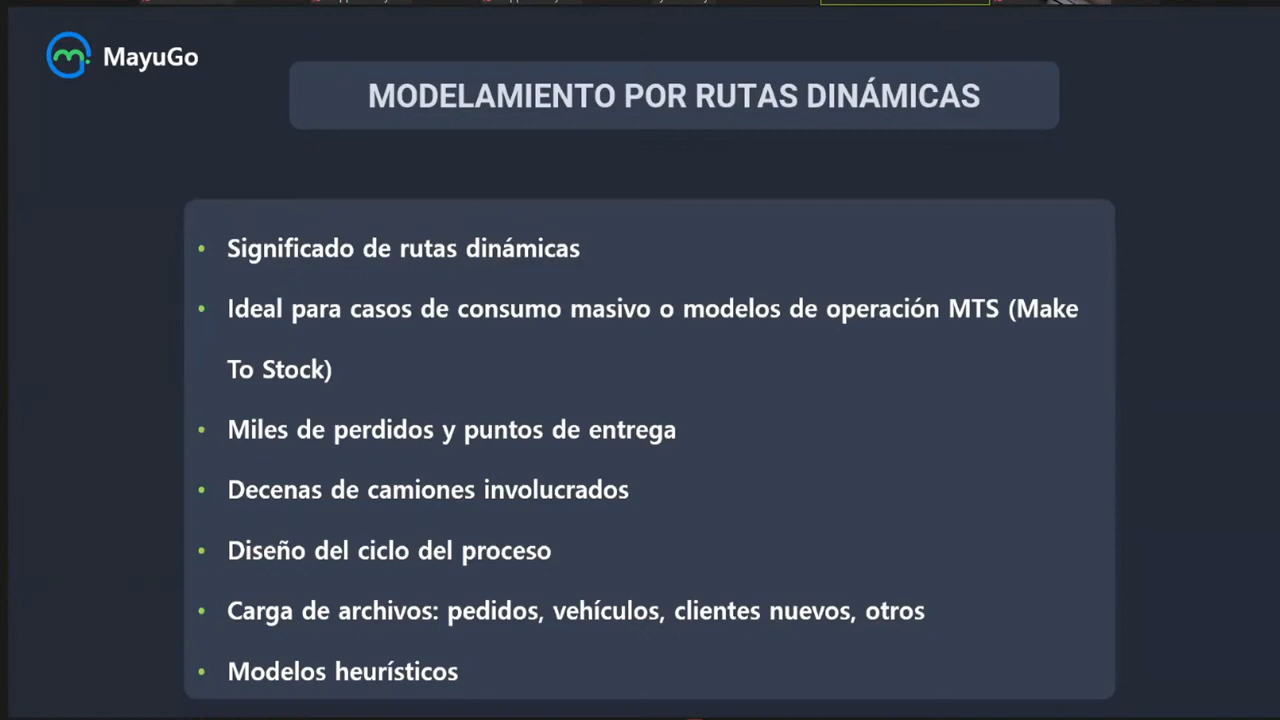 MayuGo
MODELAMIENTO POR RUTAS DINÁMICAS
• Significado de rutas dinámicas
• Ideal para casos de consumo masivo o modelos de operación MTS (Make
To Stock)
• Miles de perdidos y puntos de entrega
• Decenas de camiones involucrados
• Diseño del ciclo del proceso
• Carga de archivos: pedidos, vehículos, clientes nuevos, otros
• Modelos heurísticos